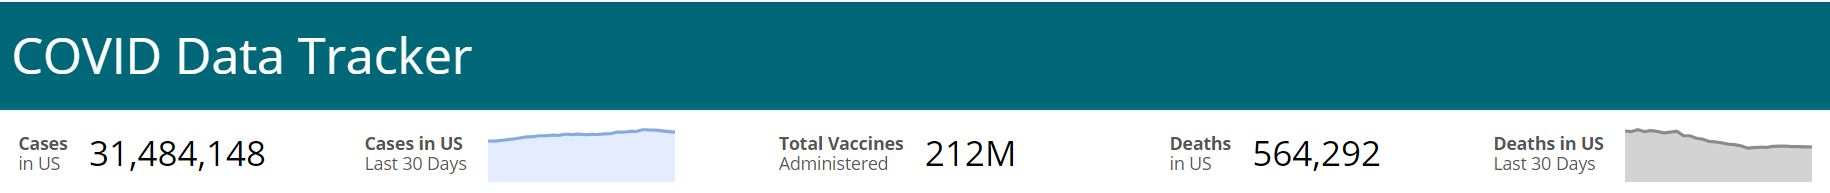 COVID Data Tracker
Cases
in US
31,484,148
Cases in US
Last 30 Days
Total Vaccines
Administered
212M
Deaths
in US
564,292
Deaths in US
Last 30 Days